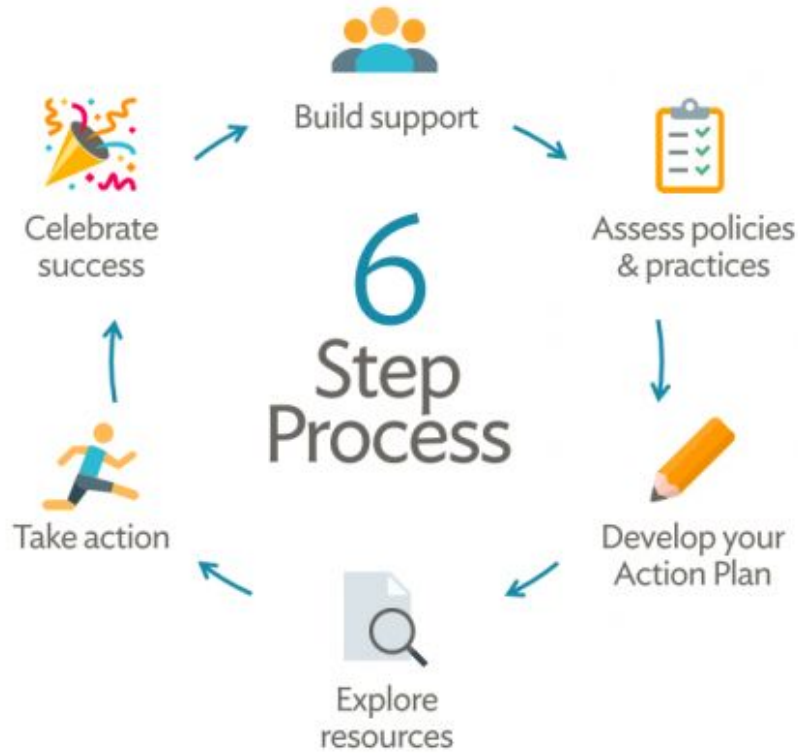 Build support
Assess policies
& practices
Develop your
Action Plan
Explore
resources
Take action
Celebrate
success
6
Step
Process